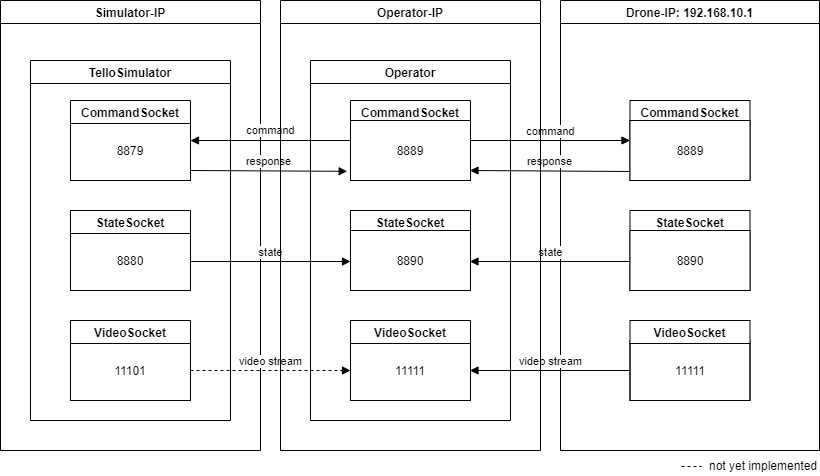 Simulator-IP
Operator-IP
Drone-IP: 192.168.10.1
TelloSimulator
Operator
CommandSocket
CommandSocket
CommandSocket
command
command
8879
8889
8889
response
response
StateSocket
StateSocket
StateSocket
state
state
8880
8890
8890
VideoSocket
VideoSocket
VideoSocket
video stream
video stream
11101
11111
11111
not yet implemented